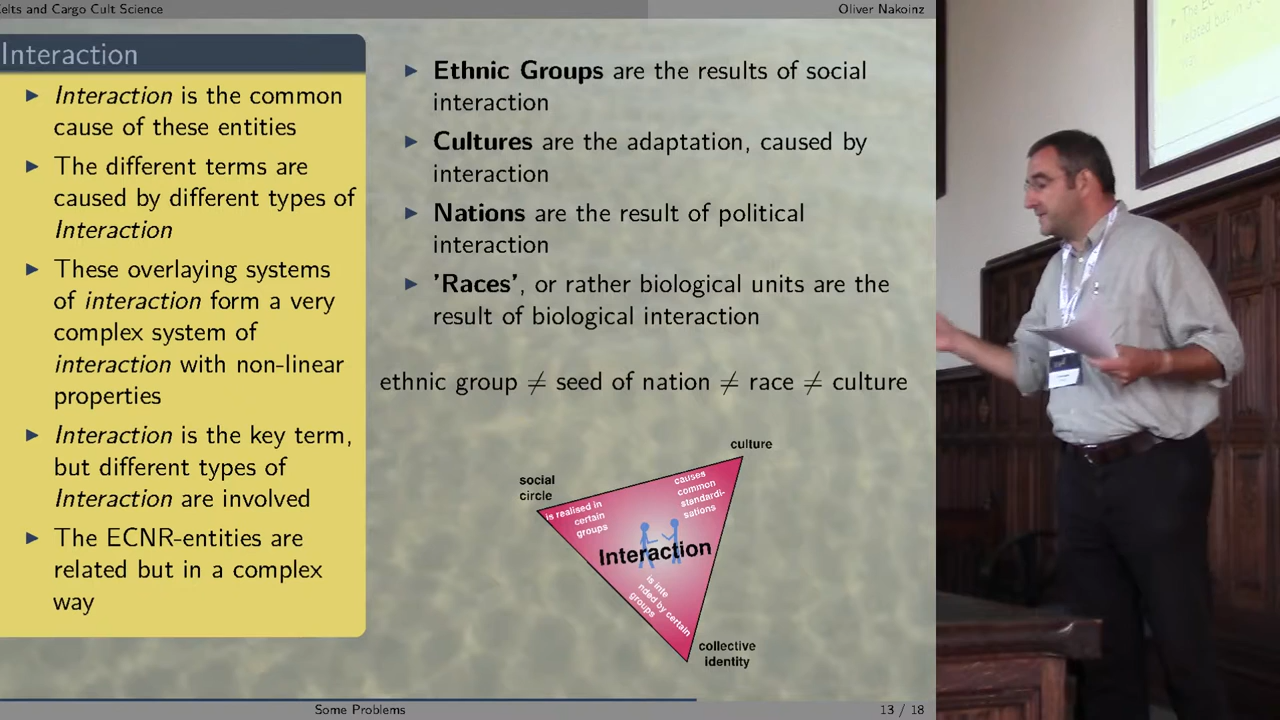 elts and Cargo Cult Science
Oliver Nakoinz
Interaction
Interaction is the common
cause of these entities
The different terms are
caused by different types of
Interaction
These overlaying systems
of interaction form a very
complex system of
interaction with non-linear
properties
Interaction is the key term,
but different types of
Interaction are involved
The ECNR-entities are
related but in a complex
way
Ethnic Groups are the results of social
interaction
Cultures are the adaptation, caused by
interaction
Nations are the result of political
interaction
'Races', or rather biological units are the
result of biological interaction
ethnic group ≠ seed of nation ≠ race ≠ culture
culture
social
circle
causes
common
standardi-
sations
is realised in
certain
groups
Interaction
is inte
nded by certain
groups
collective
identity
Some Problems
13 / 18